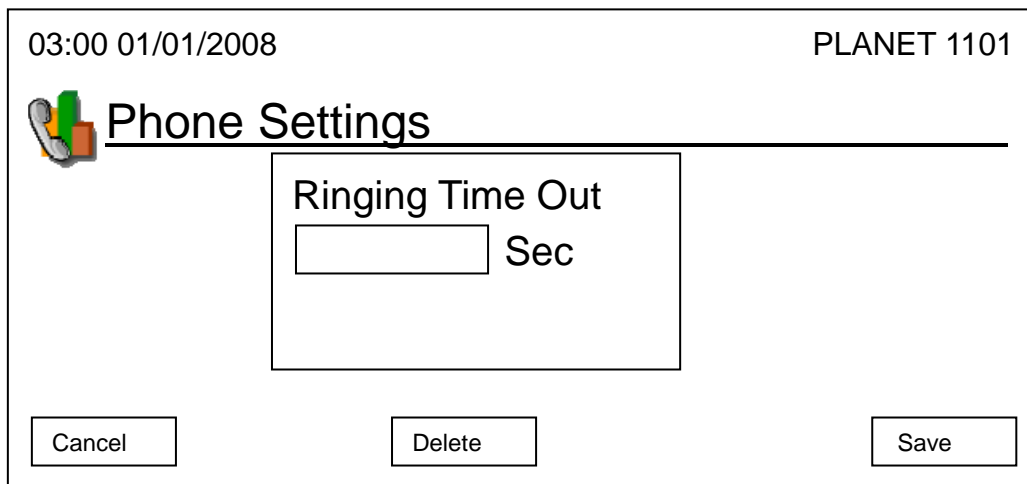 03:00 01/01/2008 PLANET 1101
Phone Settings
Ringing Time Out
Sec
Cancel Delete Save